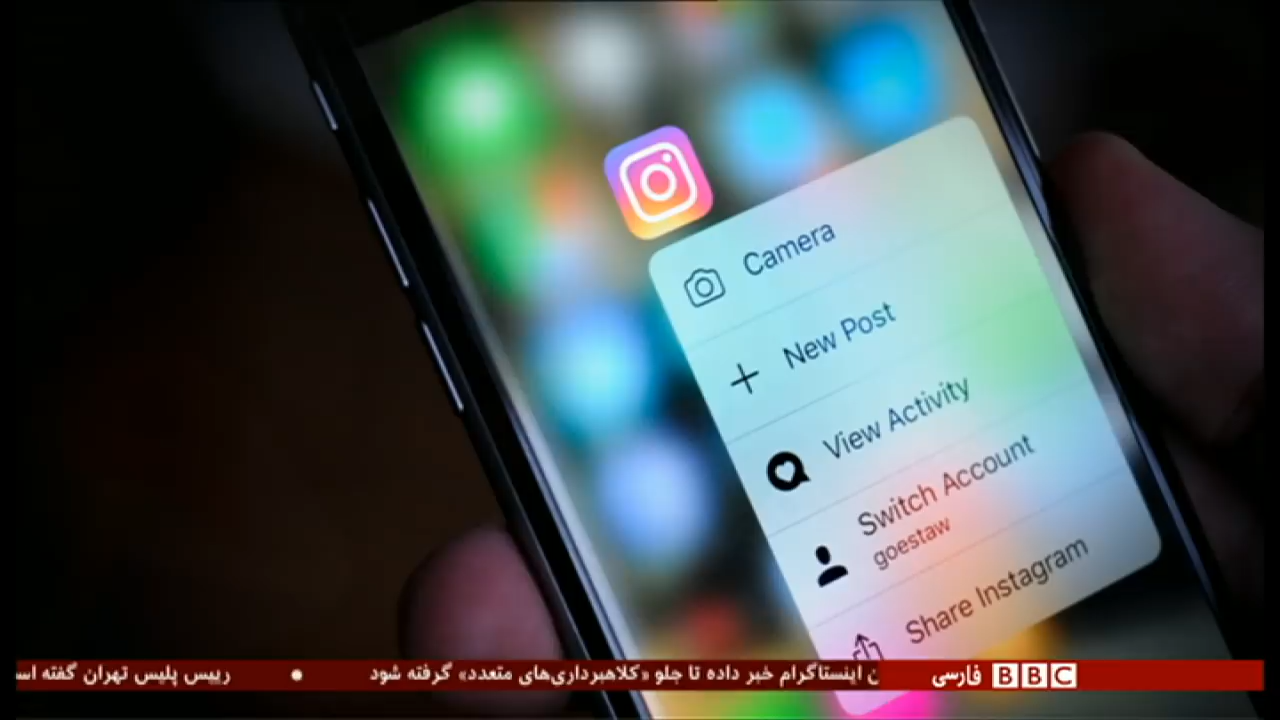 Camera
New Post
View Activity
Switch Account
goestaw
Share Instagram
اینستاگرام خبر داده تا جلو «کلاهبرداری‌های متعدد» گرفته شود • رییس پلیس تهران گفته
BBC فارسی